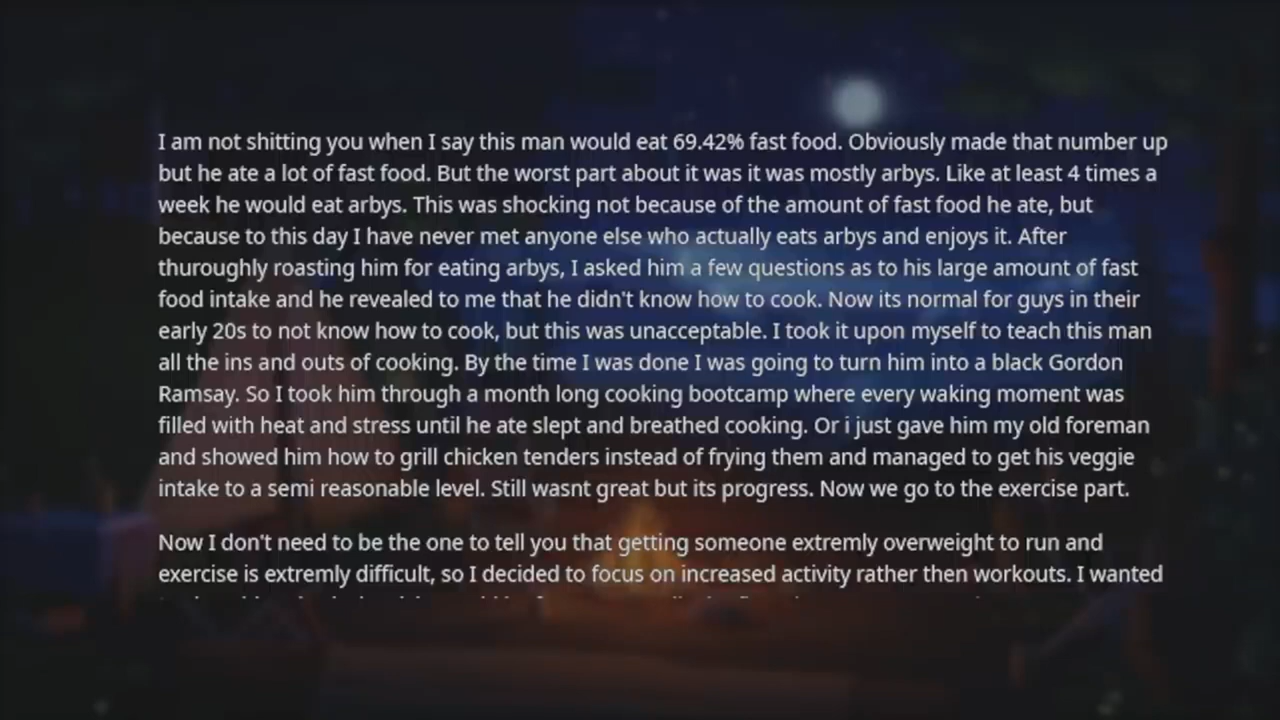 I am not shitting you when I say this man would eat 69.42% fast food. Obviously made that number up
but he ate a lot of fast food. But the worst part about it was it was mostly arbys. Like at least 4 times a
week he would eat arbys. This was shocking not because of the amount of fast food he ate, but
because to this day I have never met anyone else who actually eats arbys and enjoys it. After
thuroughly roasting him for eating arbys, I asked him a few questions as to his large amount of fast
food intake and he revealed to me that he didn't know how to cook. Now its normal for guys in their
early 20s to not know how to cook, but this was unacceptable. I took it upon myself to teach this man
all the ins and outs of cooking. By the time I was done I was going to turn him into a black Gordon
Ramsay. So I took him through a month long cooking bootcamp where every waking moment was
filled with heat and stress until he ate slept and breathed cooking. Or i just gave him my old foreman
and showed him how to grill chicken tenders instead of frying them and managed to get his veggie
intake to a semi reasonable level. Still wasnt great but its progress. Now we go to the exercise part.
Now I don't need to be the one to tell you that getting someone extremly overweight to run and
exercise is extremly difficult, so I decided to focus on increased activity rather then workouts. I wanted